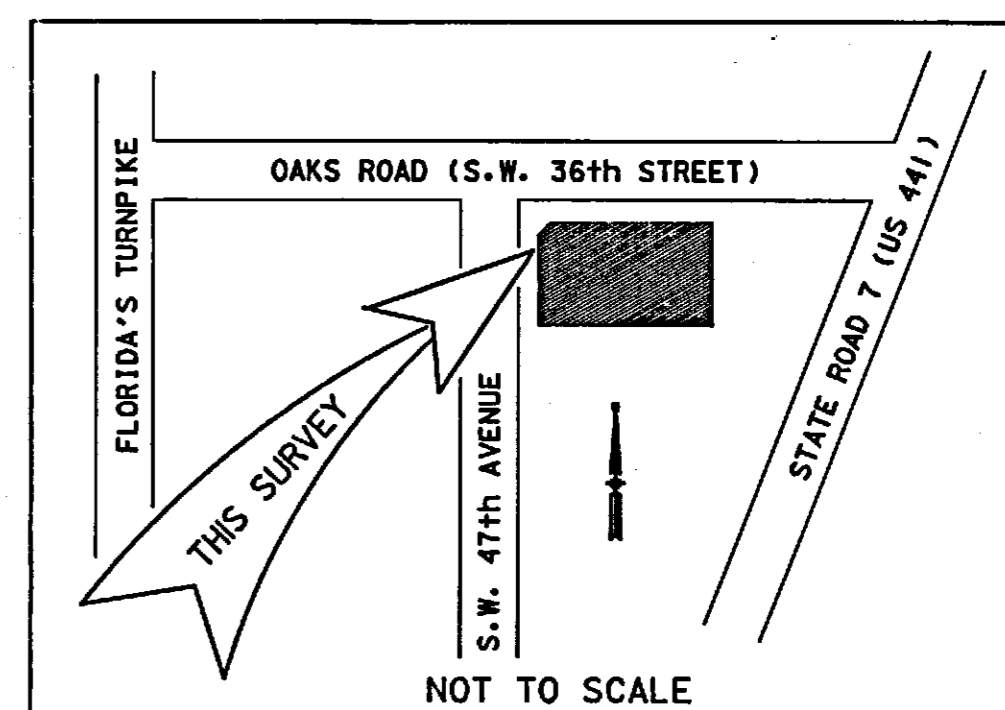 OAKS ROAD (S.W. 36th STREET)
FLORIDA'S TURNPIKE
STATE ROAD 7 (US 441)
THIS SURVEY
S.W. 47th AVENUE
NOT TO SCALE